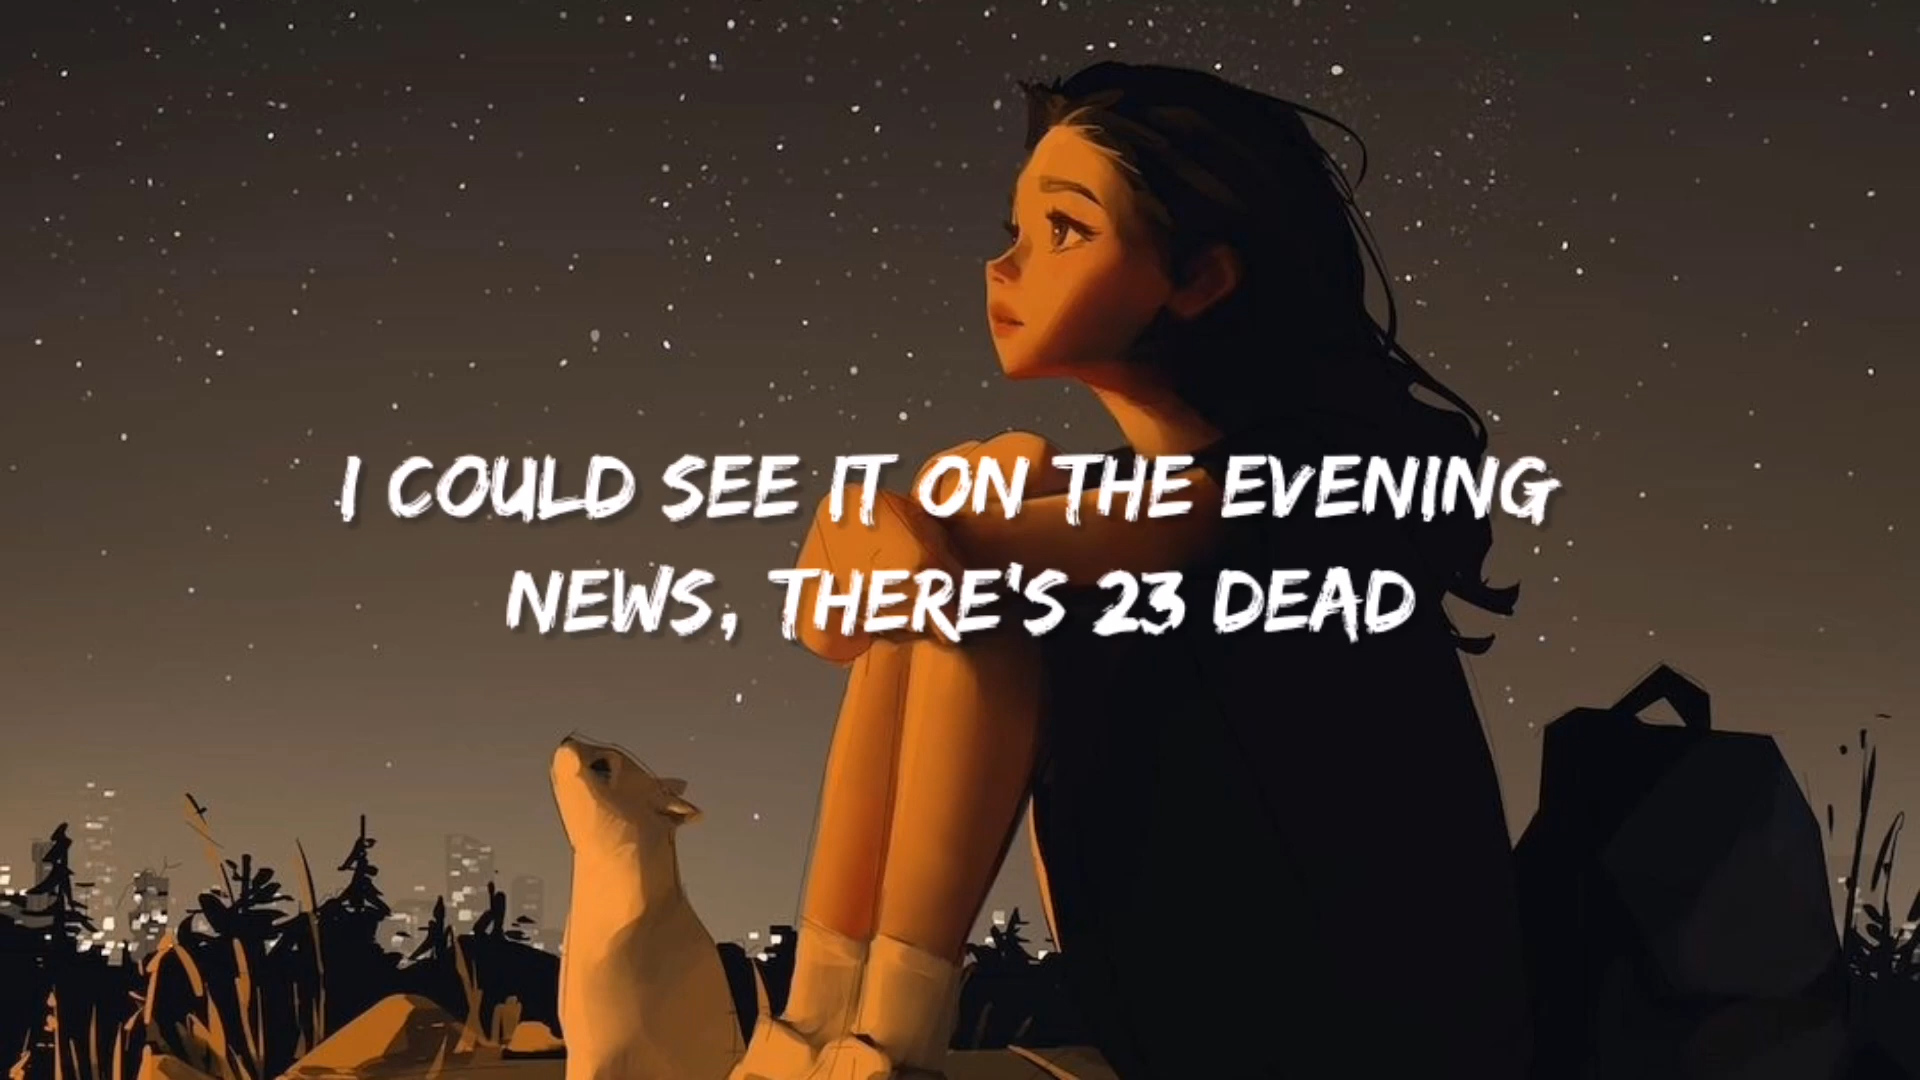 I COULD SEE IT ON THE EVENING
NEWS, THERE'S 23 DEAD